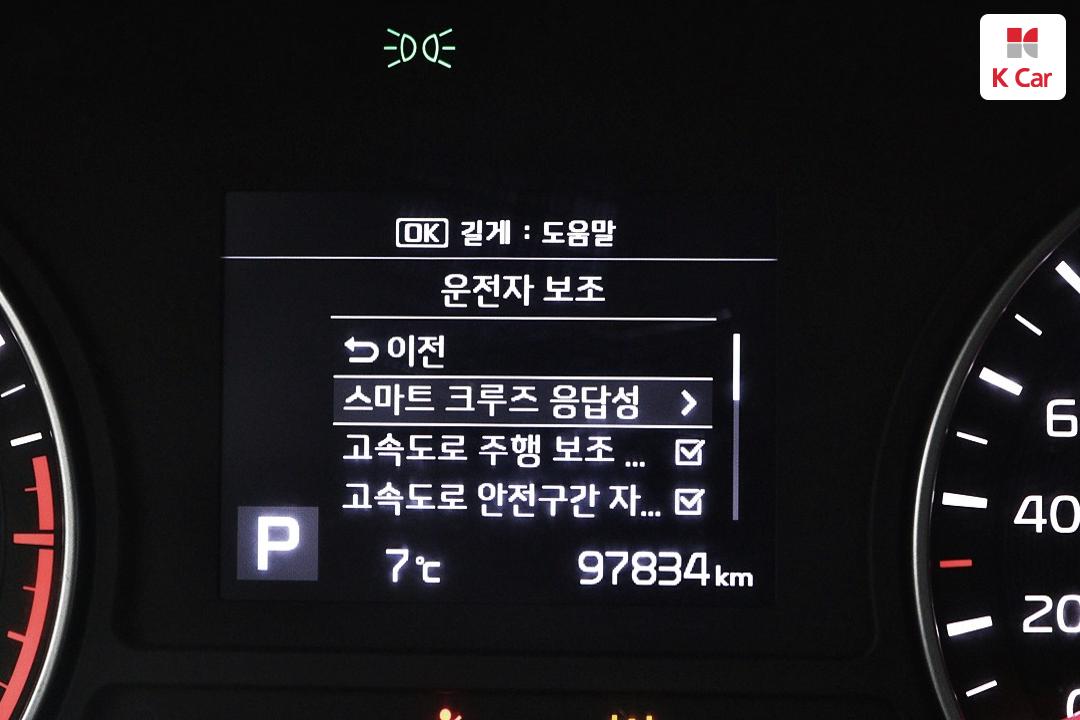 K Car
OK 길게 : 도움말
운전자 보조
이전
스마트 크루즈 응답성
고속도로 주행 보조 ...
고속도로 안전구간 자...
P
7℃
97834 km
6
40
20